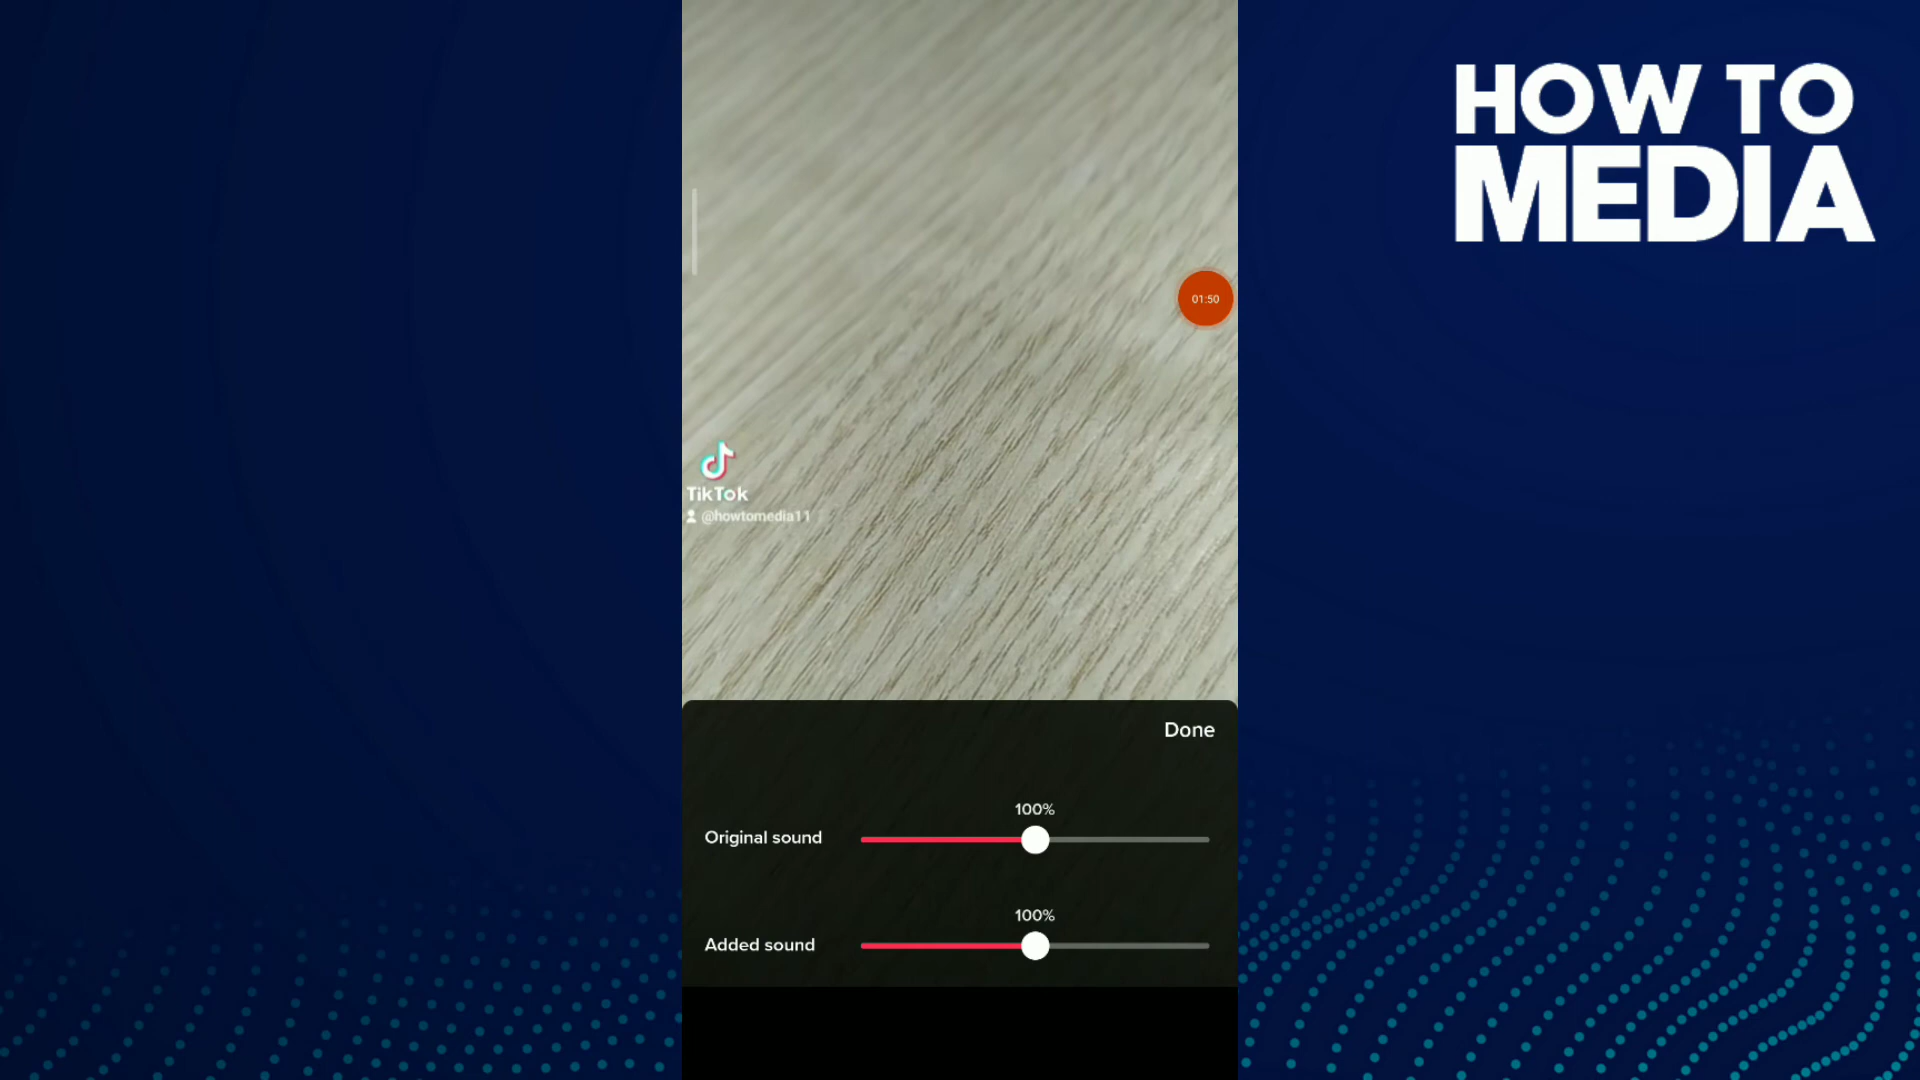 HOW TO
MEDIA
01:50
TikTok
@howtomedia11
Done
100%
Original sound
100%
Added sound